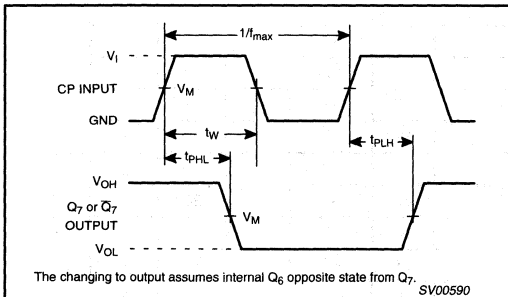 1/fmax
VI
CP INPUT
VM
GND
tW
tPHL
tPLH
VOH
Q7 or Q̅7
OUTPUT
VM
VOL
The changing to output assumes internal Q6 opposite state from Q7.
SV00590